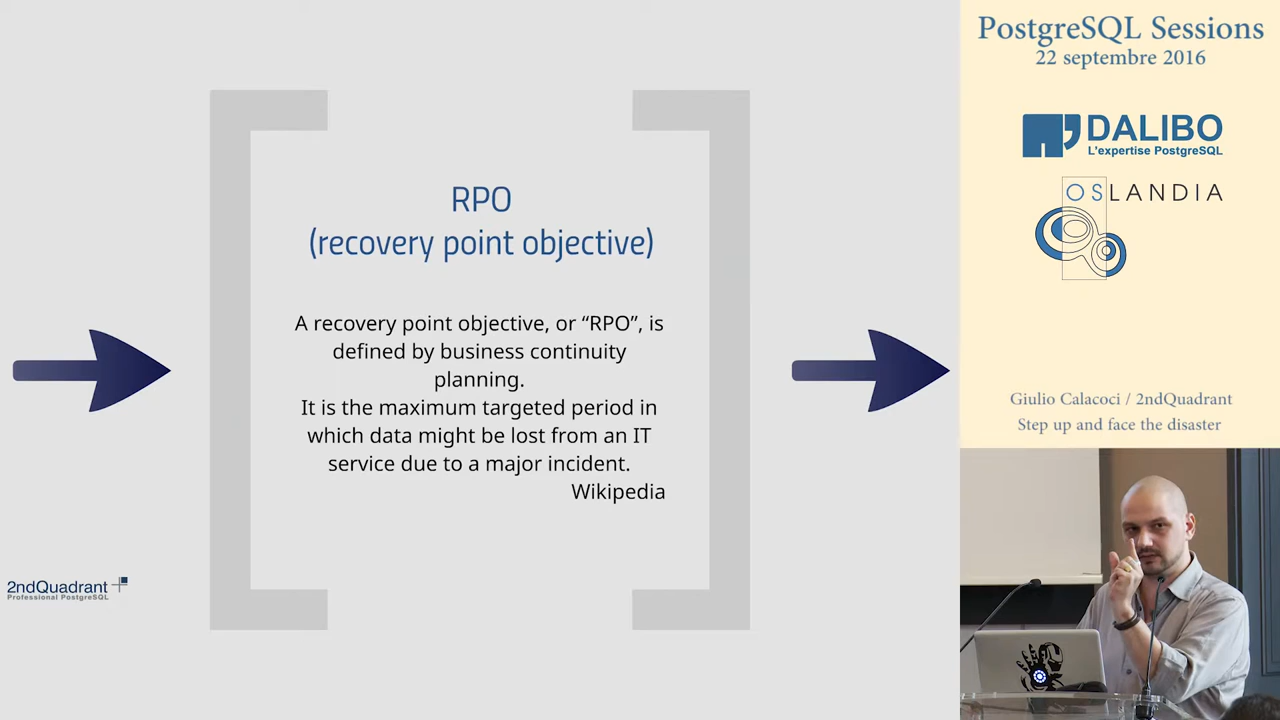 RPO
(recovery point objective)
A recovery point objective, or “RPO”, is
defined by business continuity
planning.
It is the maximum targeted period in
which data might be lost from an IT
service due to a major incident.
Wikipedia
2ndQuadrant
Professional PostgreSQL
PostgreSQL Sessions
22 septembre 2016
DALIBO
L'expertise PostgreSQL
OSLANDIA
Giulio Calacoci / 2ndQuadrant
Step up and face the disaster